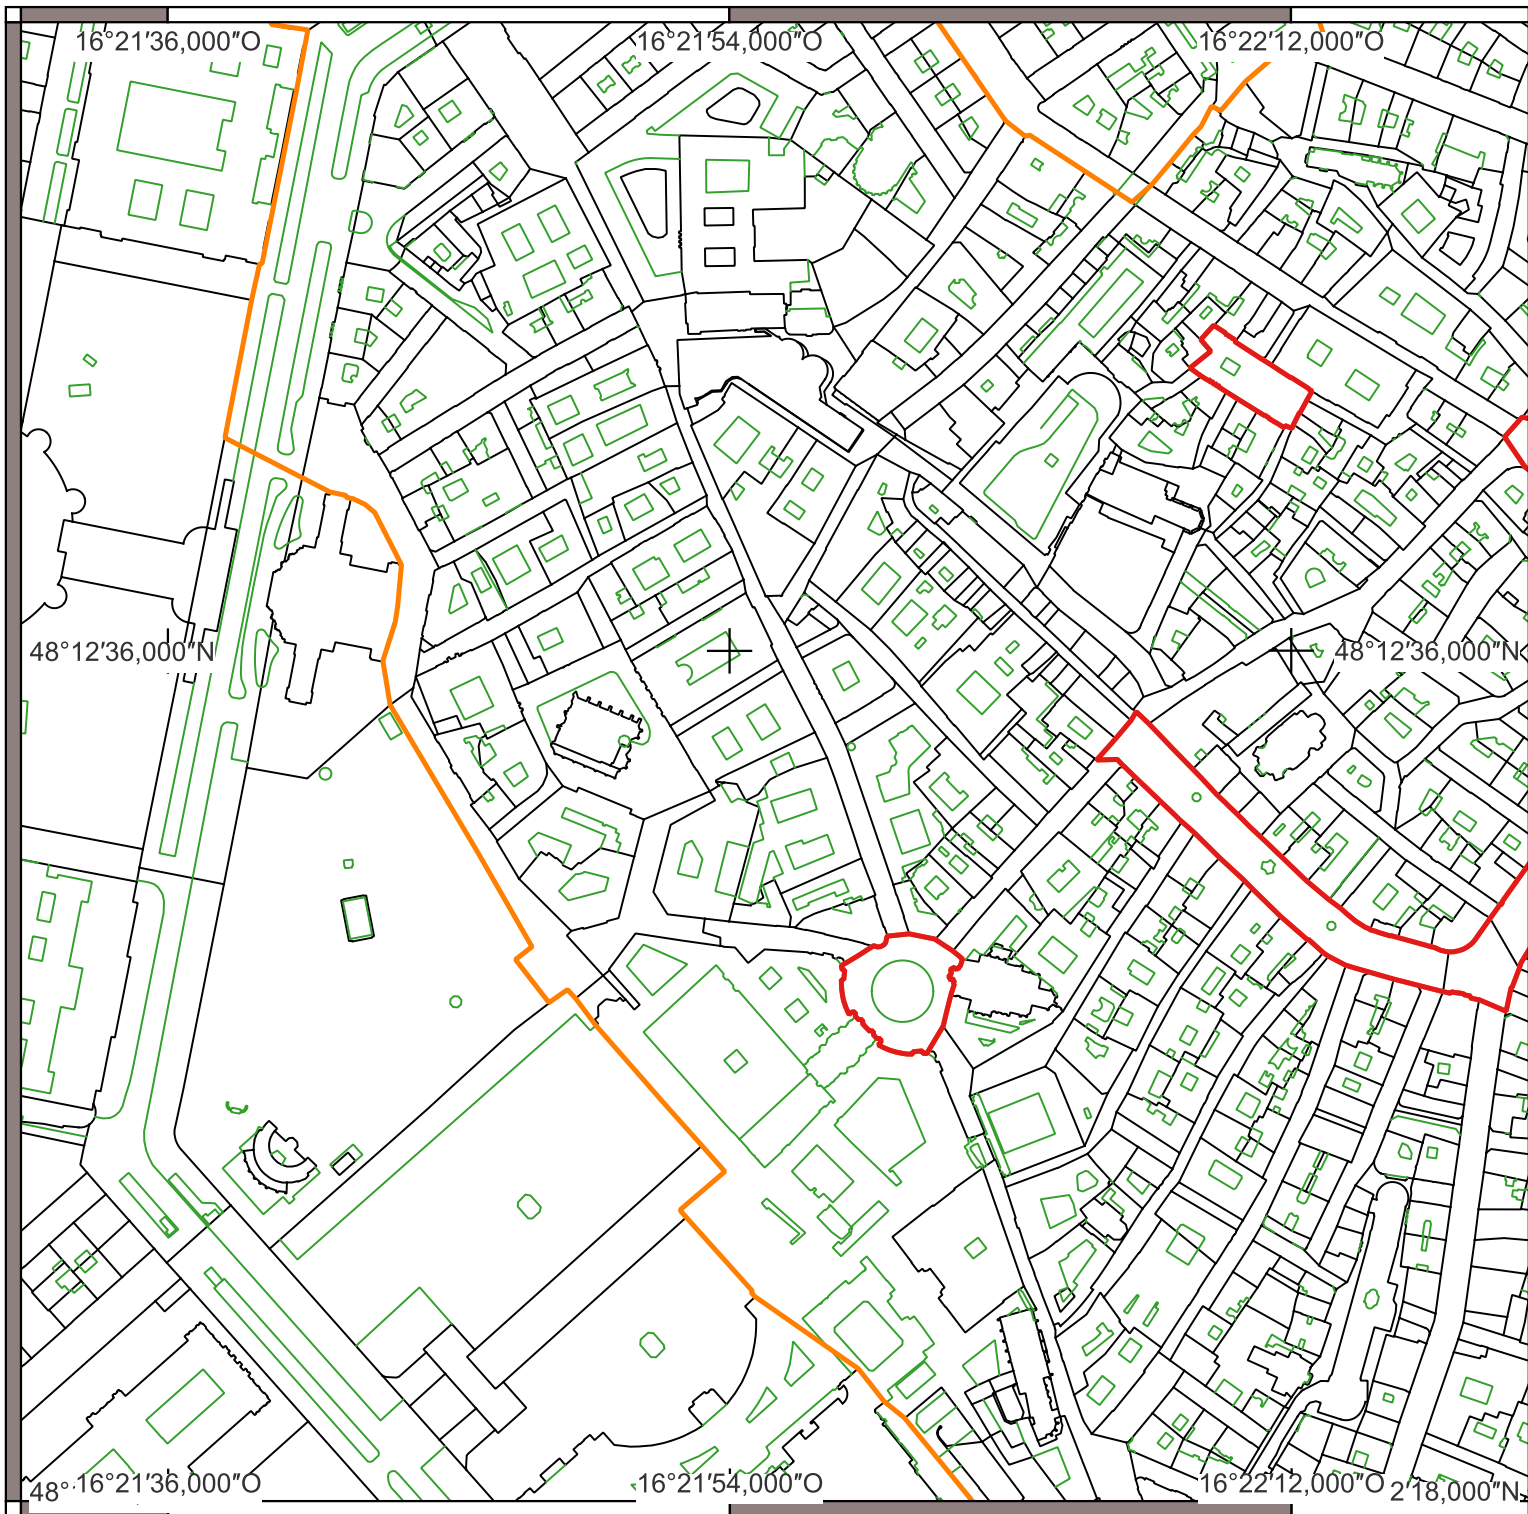 16°21′36,000″O 16°21′54,000″O 16°22′12,000″O
48°12′36,000″N 48°12′36,000″N
48° 16°21′36,000″O 16°21′54,000″O 16°22′12,000″O 2′18,000″N